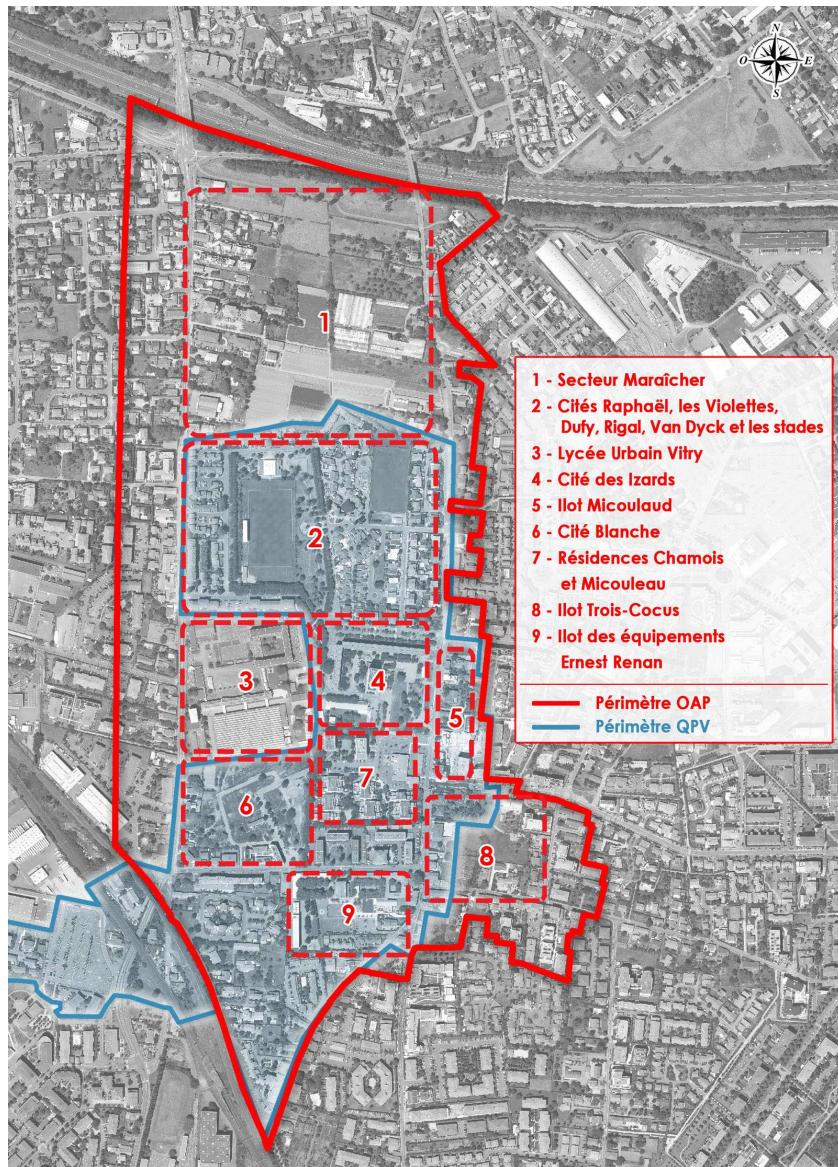 N
O
E
S
1
2
3
4
5
6
7
8
9
1 - Secteur Maraîcher
2 - Cités Raphaël, les Violettes,
Dufy, Rigal, Van Dyck et les stades
3 - Lycée Urbain Vitry
4 - Cité des Izards
5 - Ilot Micoulaud
6 - Cité Blanche
7 - Résidences Chamois
et Micouleau
8 - Ilot Trois-Cocus
9 - Ilot des équipements
Ernest Renan
Périmètre OAP
Périmètre QPV